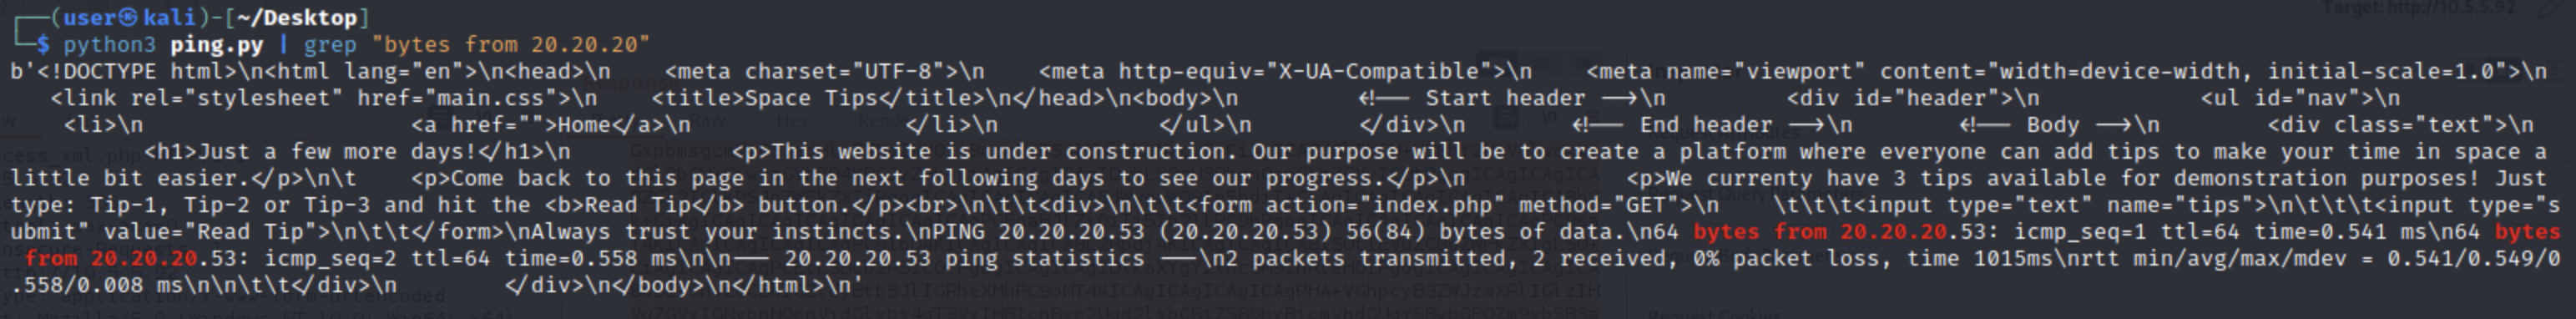 Target: http://10.5.5.92
┌──(user㉿kali)-[~/Desktop]
└─$ python3 ping.py | grep "bytes from 20.20.20"
b'<!DOCTYPE html>\n<html lang="en">\n<head>\n    <meta charset="UTF-8">\n    <meta http-equiv="X-UA-Compatible">\n    <meta name="viewport" content="width=device-width, initial-scale=1.0">\n
<link rel="stylesheet" href="main.css">\n    <title>Space Tips</title>\n</head>\n<body>\n         <!-- Start header -->\n         <div id="header">\n            <ul id="nav">\n
<li>\n                    <a href="">Home</a>\n                </li>\n            </ul>\n        </div>\n        <!-- End header -->\n        <!-- Body -->\n        <div class="text">\n
<h1>Just a few more days!</h1>\n            <p>This website is under construction. Our purpose will be to create a platform where everyone can add tips to make your time in space a
little bit easier.</p>\n\t    <p>Come back to this page in the next following days to see our progress.</p>\n            <p>We currenty have 3 tips available for demonstration purposes! Just
type: Tip-1, Tip-2 or Tip-3 and hit the <b>Read Tip</b> button.</p><br>\n\t\t<div>\n\t\t<form action="index.php" method="GET">\n    \t\t\t<input type="text" name="tips">\n\t\t\t<input type="s
ubmit" value="Read Tip">\n\t\t</form>\nAlways trust your instincts.\nPING 20.20.20.53 (20.20.20.53) 56(84) bytes of data.\n64 bytes from 20.20.20.53: icmp_seq=1 ttl=64 time=0.541 ms\n64 bytes
from 20.20.20.53: icmp_seq=2 ttl=64 time=0.558 ms\n\n--- 20.20.20.53 ping statistics ---\n2 packets transmitted, 2 received, 0% packet loss, time 1015ms\nrtt min/avg/max/mdev = 0.541/0.549/0
.558/0.008 ms\n\n\t\t</div>\n        </div>\n</body>\n</html>\n'